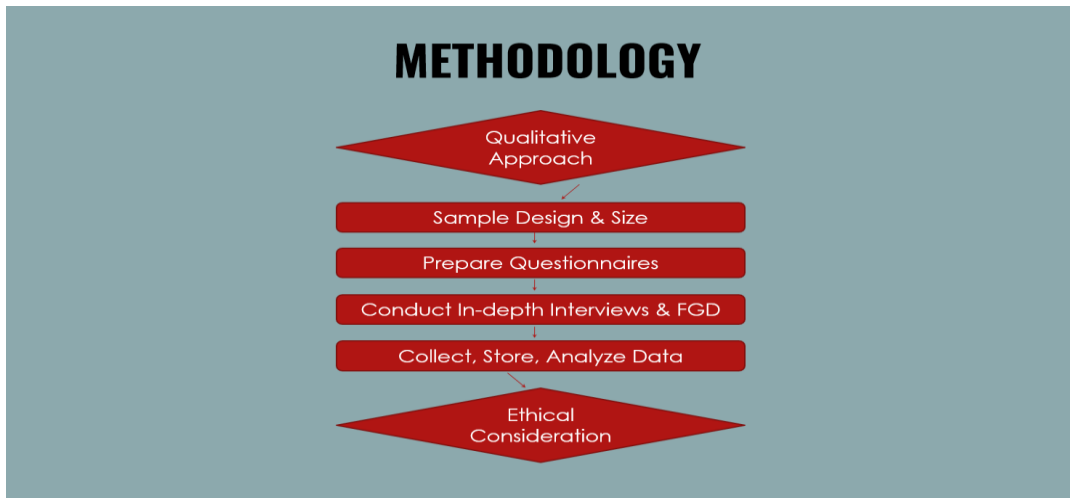 METHODOLOGY
Qualitative
Approach
Sample Design & Size
Prepare Questionnaires
Conduct In-depth Interviews & FGD
Collect, Store, Analyze Data
Ethical
Consideration